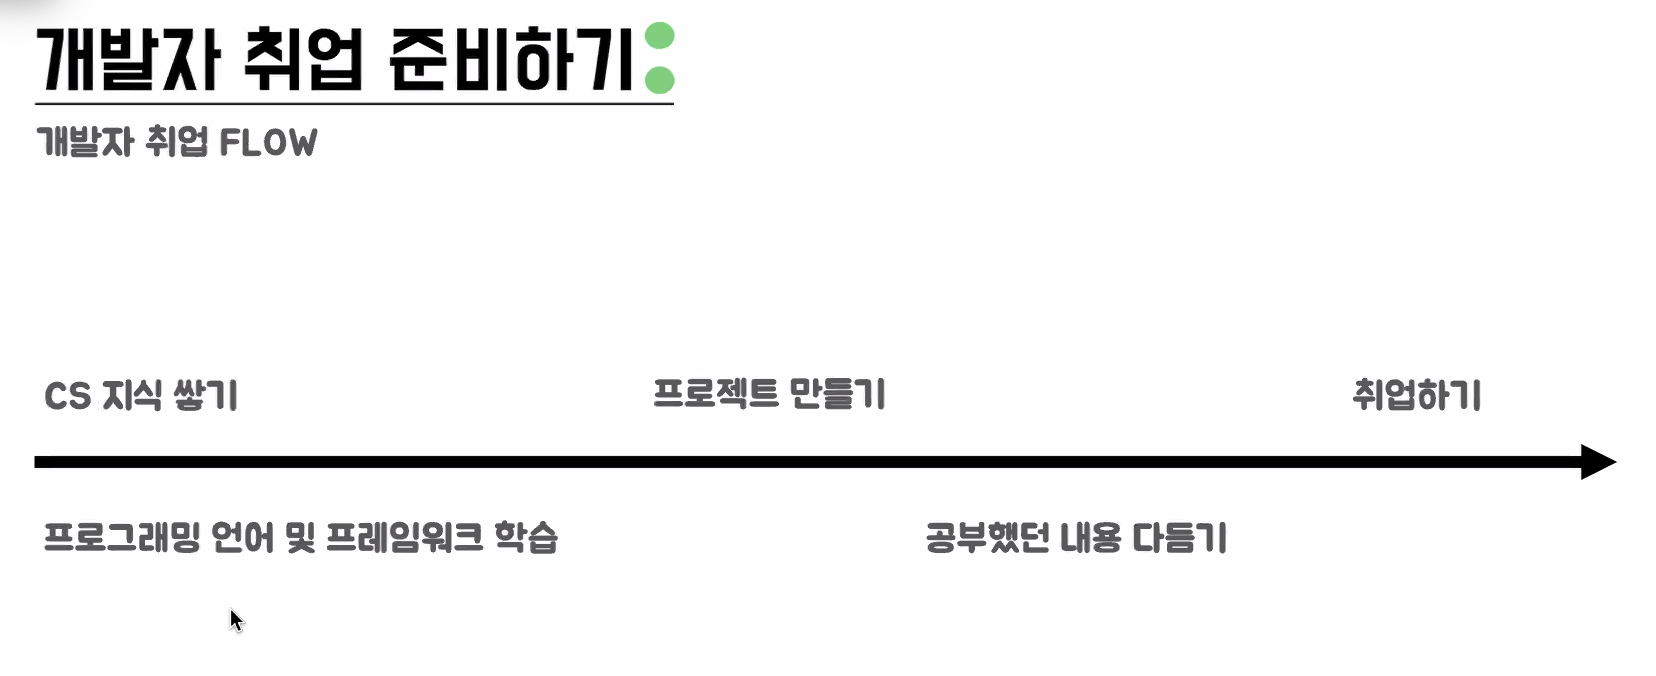 개발자 취업 준비하기:
개발자 취업 FLOW
CS 지식 쌓기
프로젝트 만들기
취업하기
프로그래밍 언어 및 프레임워크 학습
공부했던 내용 다듬기